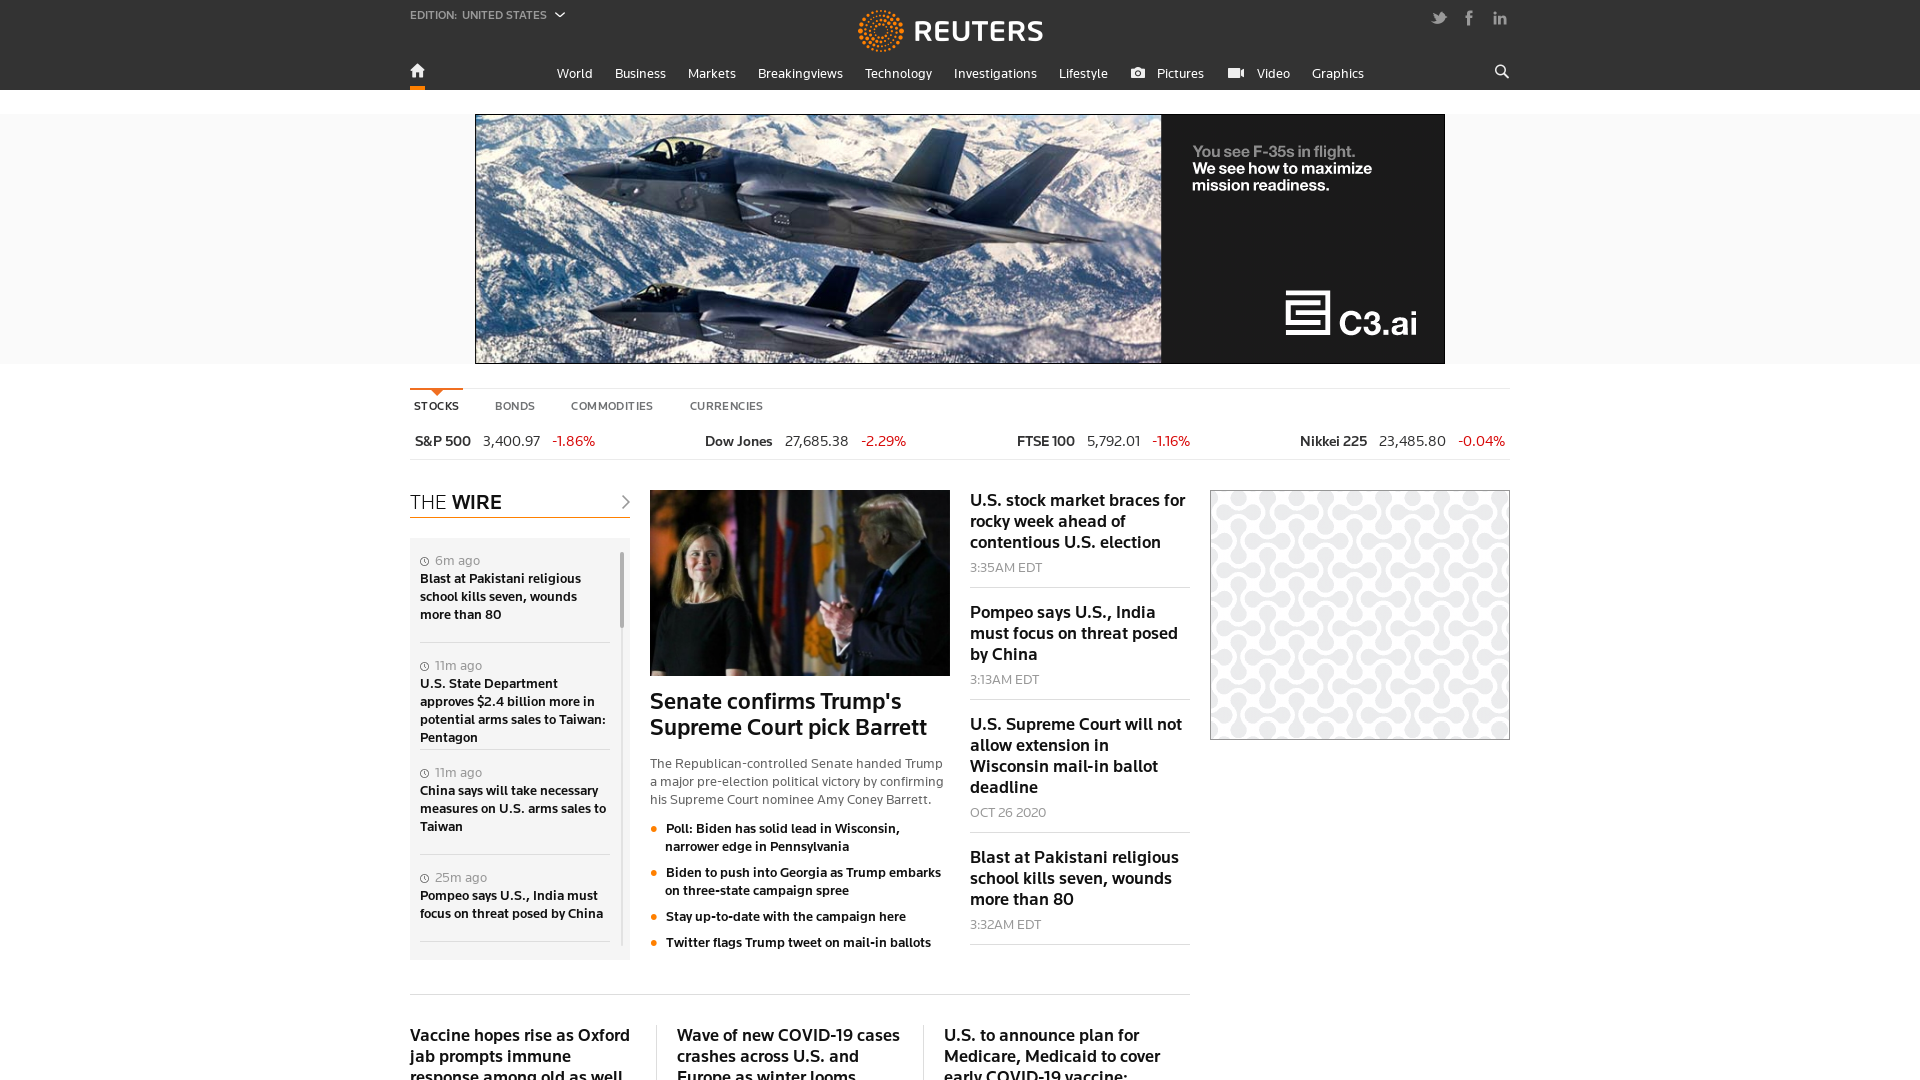 EDITION: UNITED STATES
REUTERS
World Business Markets Breakingviews Technology Investigations Lifestyle Pictures Video Graphics
You see F-35s in flight.
We see how to maximize
mission readiness.
C3.ai
STOCKS BONDS COMMODITIES CURRENCIES
S&P 500 3,400.97 -1.86% Dow Jones 27,685.38 -2.29% FTSE 100 5,792.01 -1.16% Nikkei 225 23,485.80 -0.04%
THE WIRE
6m ago
Blast at Pakistani religious
school kills seven, wounds
more than 80
11m ago
U.S. State Department
approves $2.4 billion more in
potential arms sales to Taiwan:
Pentagon
11m ago
China says will take necessary
measures on U.S. arms sales to
Taiwan
25m ago
Pompeo says U.S., India must
focus on threat posed by China
Senate confirms Trump's
Supreme Court pick Barrett
The Republican-controlled Senate handed Trump
a major pre-election political victory by confirming
his Supreme Court nominee Amy Coney Barrett.
Poll: Biden has solid lead in Wisconsin,
narrower edge in Pennsylvania
Biden to push into Georgia as Trump embarks
on three-state campaign spree
Stay up-to-date with the campaign here
Twitter flags Trump tweet on mail-in ballots
U.S. stock market braces for
rocky week ahead of
contentious U.S. election
3:35AM EDT
Pompeo says U.S., India
must focus on threat posed
by China
3:13AM EDT
U.S. Supreme Court will not
allow extension in
Wisconsin mail-in ballot
deadline
OCT 26 2020
Blast at Pakistani religious
school kills seven, wounds
more than 80
3:32AM EDT
Vaccine hopes rise as Oxford
jab prompts immune
response among old as well
Wave of new COVID-19 cases
crashes across U.S. and
Europe as winter looms
U.S. to announce plan for
Medicare, Medicaid to cover
early COVID-19 vaccine: